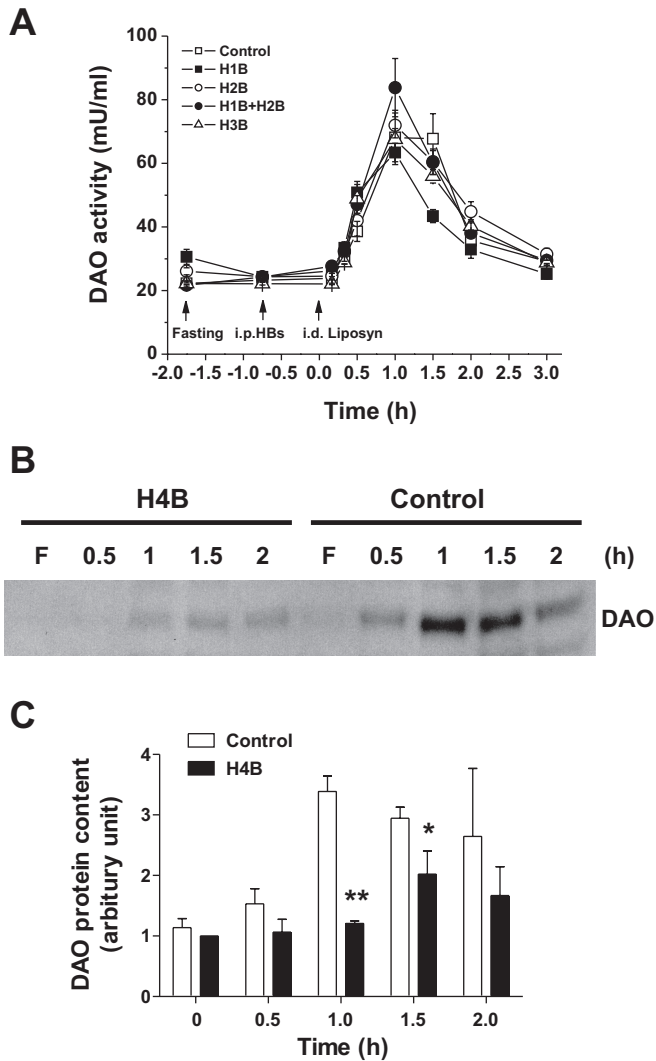 A
Control
H1B
H2B
H1B+H2B
H3B
DAO activity (mU/ml)
100
80
60
40
20
0
Fasting i.p.HBs i.d. Liposyn
-2.0 -1.5 -1.0 -0.5 0.0 0.5 1.0 1.5 2.0 2.5 3.0
Time (h)
B
H4B Control
F 0.5 1 1.5 2 F 0.5 1 1.5 2 (h)
DAO
C
Control
H4B
DAO protein content
(arbitury unit)
4
3
2
1
0
** *
0 0.5 1.0 1.5 2.0
Time (h)